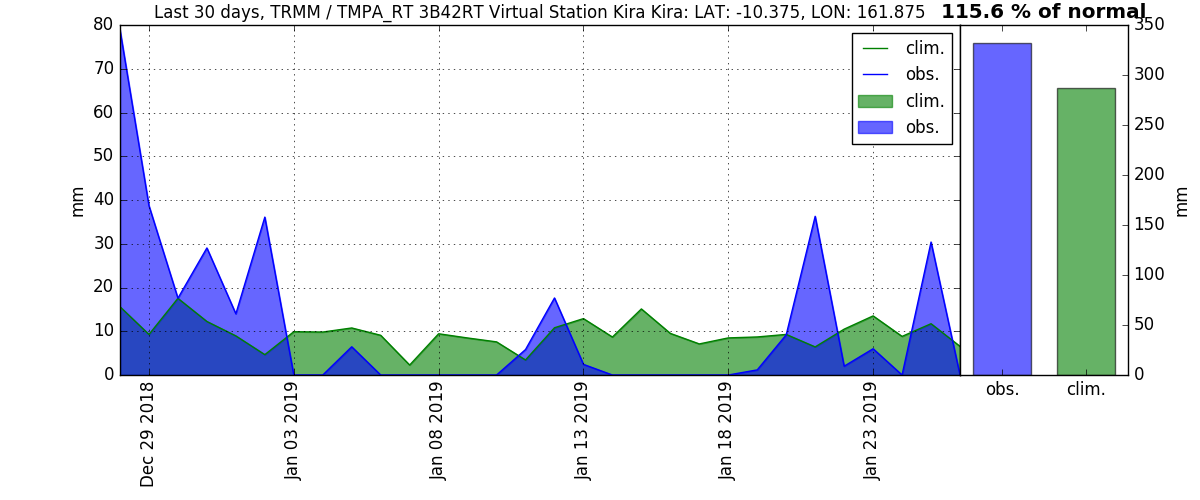 Last 30 days, TRMM / TMPA_RT 3B42RT Virtual Station Kira Kira: LAT: -10.375, LON: 161.875
115.6 % of normal
80
70
60
50
40
30
20
10
0
mm
clim.
obs.
clim.
obs.
Dec 29 2018
Jan 03 2019
Jan 08 2019
Jan 13 2019
Jan 18 2019
Jan 23 2019
350
300
250
200
150
100
50
0
mm
obs.
clim.